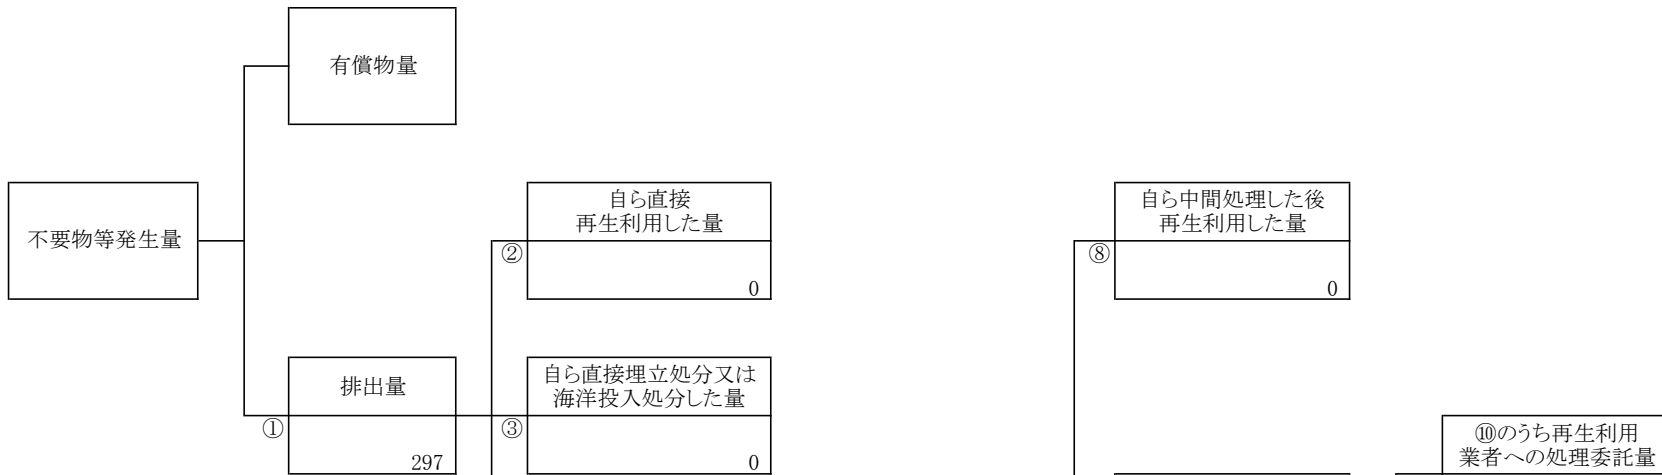 有償物量
不要物等発生量
自ら直接
再生利用した量
②
0
自ら中間処理した後
再生利用した量
⑧
0
排出量
①
297
自ら直接埋立処分又は
海洋投入処分した量
③
0
⑩のうち再生利用
業者への処理委託量